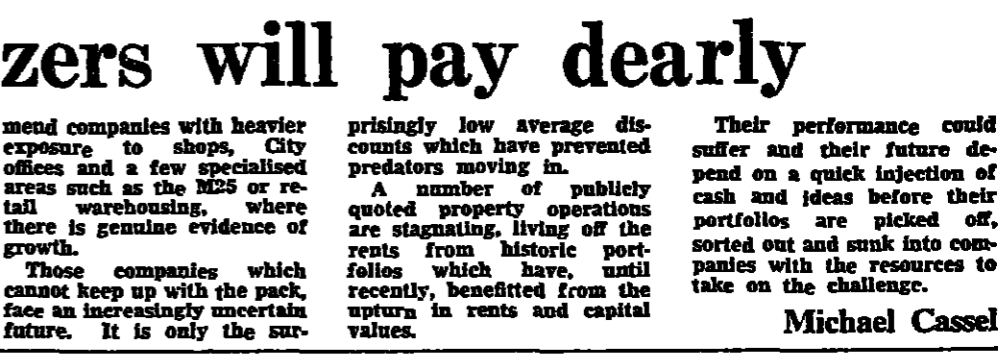 zers will pay dearly
mend companies with heavier
exposure to shops, City
offices and a few specialised
areas such as the M25 or re-
tail warehousing, where
there is genuine evidence of
growth.
Those companies which
cannot keep up with the pack,
face an increasingly uncertain
future. It is only the sur-
prisingly low average dis-
counts which have prevented
predators moving in.
A number of publicly
quoted property operations
are stagnating, living off the
rents from historic port-
folios which have, until
recently, benefitted from the
upturn in rents and capital
values.
Their performance could
suffer and their future de-
pend on a quick injection of
cash and ideas before their
portfolios are picked off,
sorted out and sunk into com-
panies with the resources to
take on the challenge.
Michael Cassel